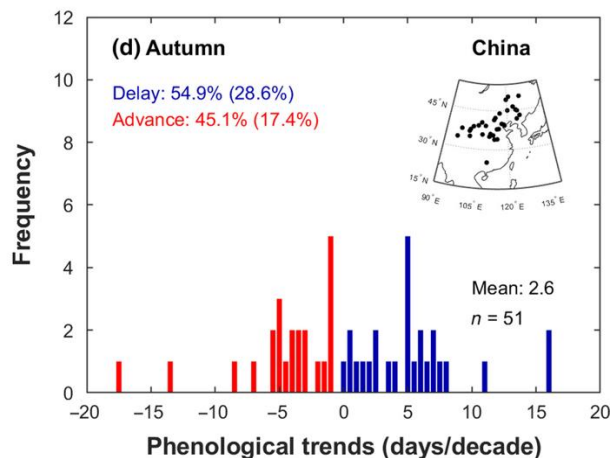 (d) Autumn
China
Delay: 54.9% (28.6%)
Advance: 45.1% (17.4%)
45°N
30°N
15°N
90°E
105°E
120°E
135°E
Mean: 2.6
n = 51
Frequency
12
10
8
6
4
2
0
−20 −15 −10 −5 0 5 10 15 20
Phenological trends (days/decade)